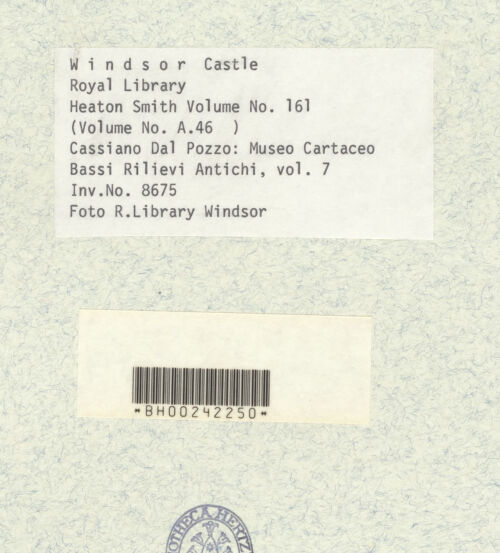 Windsor Castle
Royal Library
Heaton Smith Volume No. 161
(Volume No. A.46 )
Cassiano Dal Pozzo: Museo Cartaceo
Bassi Rilievi Antichi, vol. 7
Inv.No. 8675
Foto R.Library Windsor
*BH00242250*